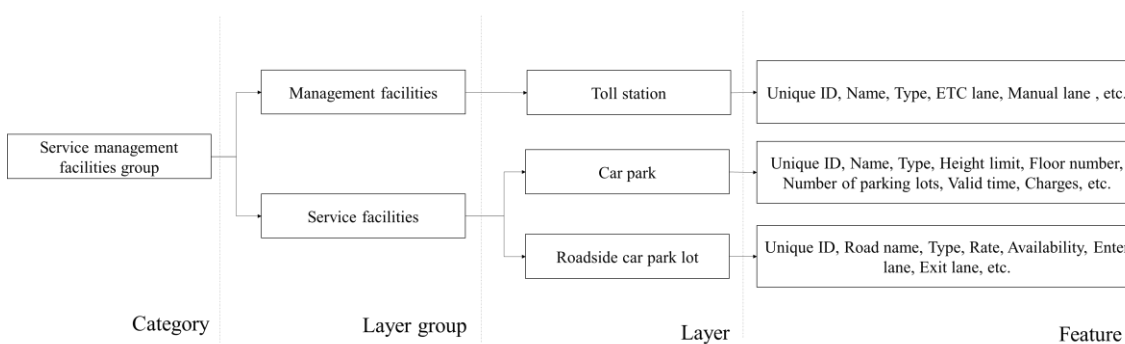 Management facilities
Toll station
Unique ID, Name, Type, ETC lane, Manual lane , etc.
Service management
facilities group
Car park
Unique ID, Name, Type, Height limit, Floor number,
Number of parking lots, Valid time, Charges, etc.
Service facilities
Roadside car park lot
Unique ID, Road name, Type, Rate, Availability, Enter
lane, Exit lane, etc.
Category
Layer group
Layer
Feature